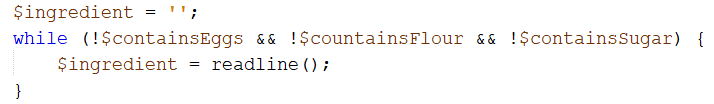 $ingredient = '';
while (!$containsEggs && !$countainsFlour && !$containsSugar) {
    $ingredient = readline();
}